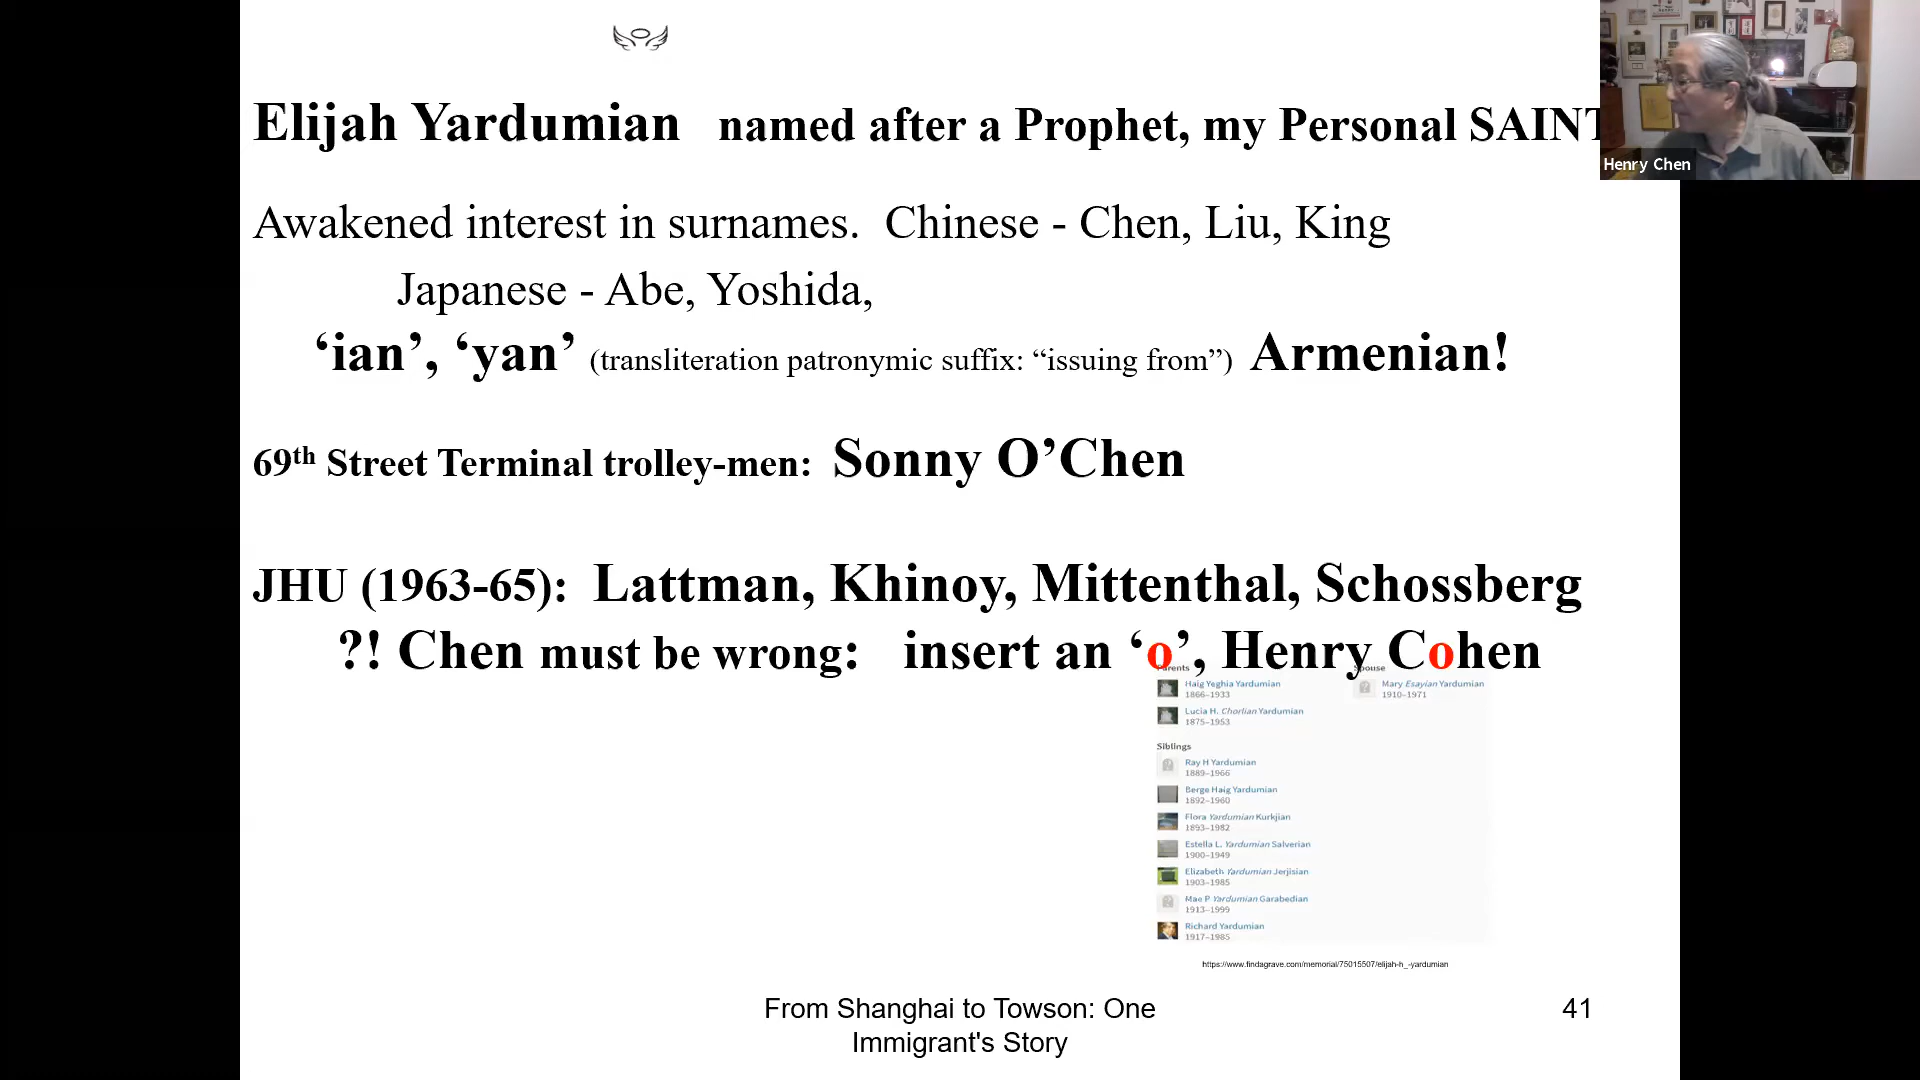 Elijah Yardumian named after a Prophet, my Personal SAINT
Henry Chen
Awakened interest in surnames. Chinese - Chen, Liu, King
Japanese - Abe, Yoshida,
‘ian’, ‘yan’ (transliteration patronymic suffix: “issuing from”) Armenian!
69th Street Terminal trolley-men: Sonny O’Chen
JHU (1963-65): Lattman, Khinoy, Mittenthal, Schossberg
?! Chen must be wrong: insert an ‘o’, Henry Cohen
Parents
Haig Yeghia Yardumian
1866–1933
Lucia H. Chorlian Yardumian
1875–1953
Spouse
Mary Esayian Yardumian
1910–1971
Siblings
Ray H Yardumian
1889–1966
Berge Haig Yardumian
1892–1960
Flora Yardumian Kurkjian
1893–1982
Estella L. Yardumian Salverian
1900–1949
Elizabeth Yardumian Jerjisian
1903–1985
Mae P Yardumian Garabedian
1913–1999
Richard Yardumian
1917–1985
https://www.findagrave.com/memorial/75015507/elijah-h_-yardumian
From Shanghai to Towson: One
Immigrant's Story
41